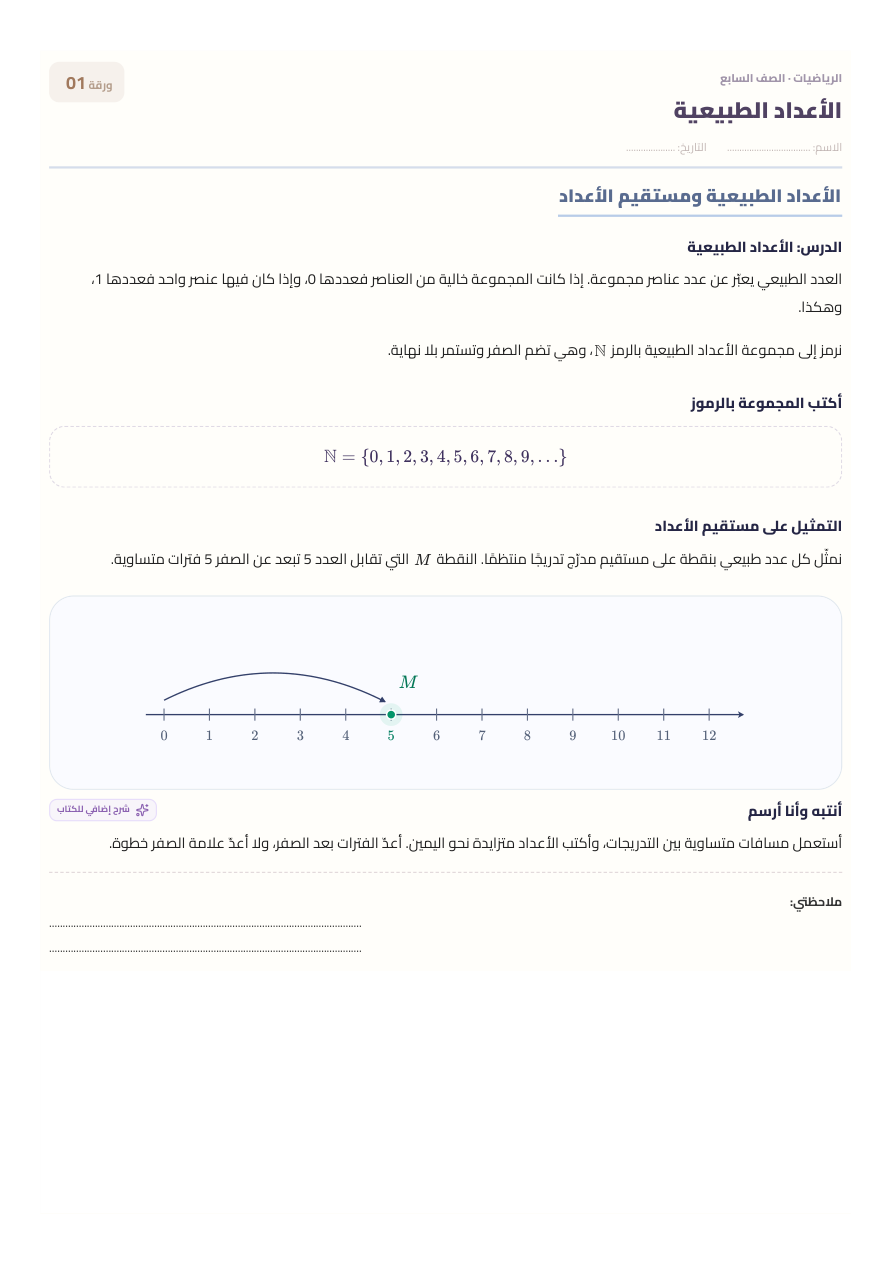 الرياضيات · الصف السابع
ورقة 01
الأعداد الطبيعية
الاسم: ................................. التاريخ: ....................
الأعداد الطبيعية ومستقيم الأعداد
الدرس: الأعداد الطبيعية
العدد الطبيعي يعبّر عن عدد عناصر مجموعة. إذا كانت المجموعة خالية من العناصر فعددها 0، وإذا كان فيها عنصر واحد فعددها 1،
وهكذا.
نرمز إلى مجموعة الأعداد الطبيعية بالرمز ℕ، وهي تضم الصفر وتستمر بلا نهاية.
أكتب المجموعة بالرموز
ℕ = {0, 1, 2, 3, 4, 5, 6, 7, 8, 9, …}
التمثيل على مستقيم الأعداد
نمثّل كل عدد طبيعي بنقطة على مستقيم مدرّج تدريجًا منتظمًا. النقطة M التي تقابل العدد 5 تبعد عن الصفر 5 فترات متساوية.
M
0 1 2 3 4 5 6 7 8 9 10 11 12
أنتبه وأنا أرسم
شرح إضافي للكتاب
أستعمل مسافات متساوية بين التدريجات، وأكتب الأعداد متزايدة نحو اليمين. أعدّ الفترات بعد الصفر، ولا أعدّ علامة الصفر خطوة.
ملاحظتي:
........................................................................................................
........................................................................................................